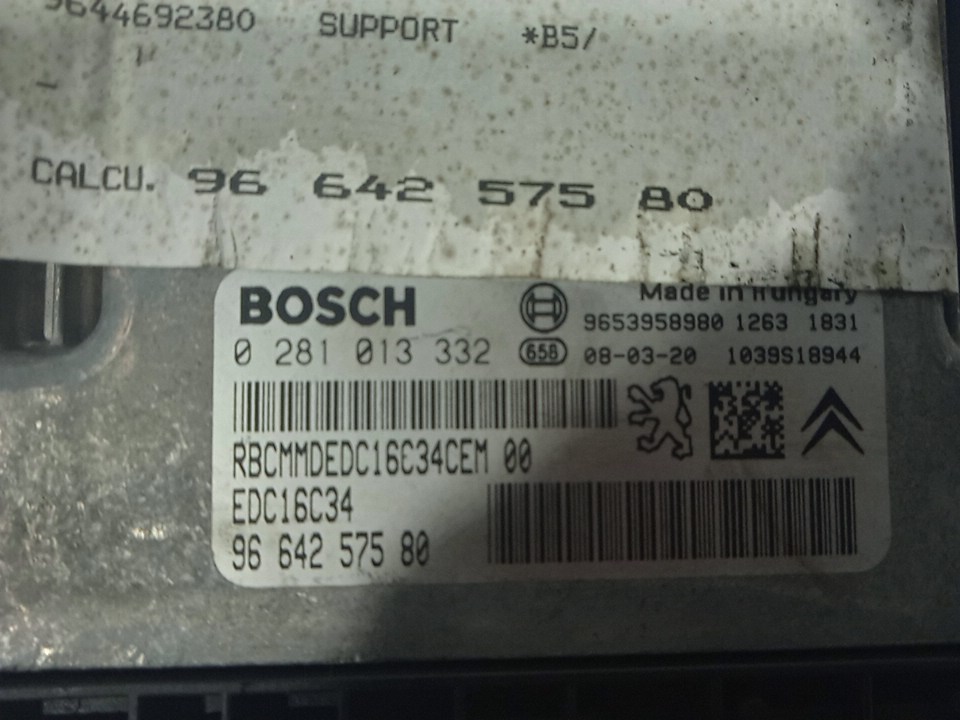 9644692380 SUPPORT *B5/
CALCU. 96 642 575 80
BOSCH
Made in Hungary
9653958980 1263 1831
0 281 013 332 658 08-03-20 1039S18944
RBCMMDEDC16C34CEM 00
EDC16C34
96 642 575 80